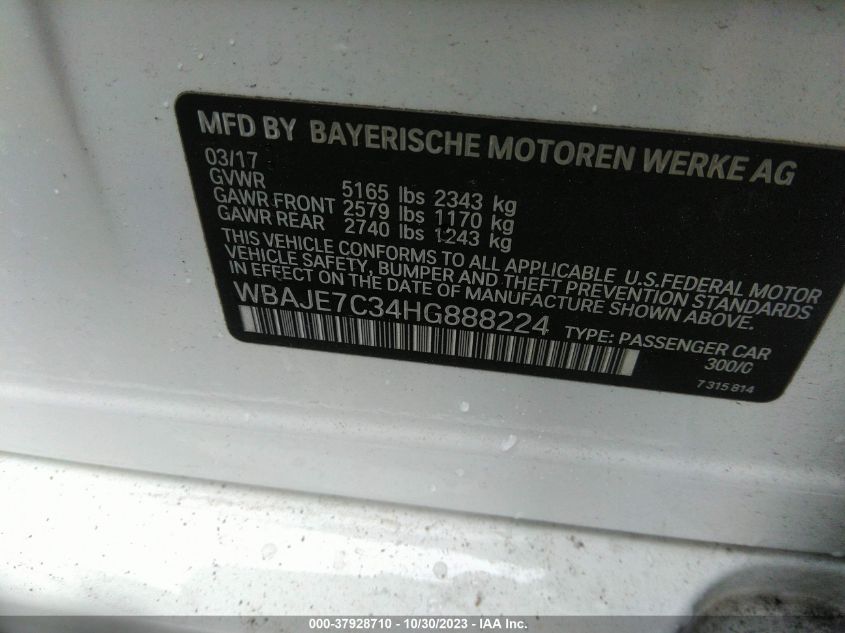 MFD BY BAYERISCHE MOTOREN WERKE AG
03/17
GVWR 5165 lbs 2343 kg
GAWR FRONT 2579 lbs 1170 kg
GAWR REAR 2740 lbs 1243 kg
THIS VEHICLE CONFORMS TO ALL APPLICABLE U.S.FEDERAL MOTOR
VEHICLE SAFETY, BUMPER AND THEFT PREVENTION STANDARDS
IN EFFECT ON THE DATE OF MANUFACTURE SHOWN ABOVE.
WBAJE7C34HG888224 TYPE: PASSENGER CAR
300/C
7 315 814
000-37928710 - 10/30/2023 - IAA Inc.